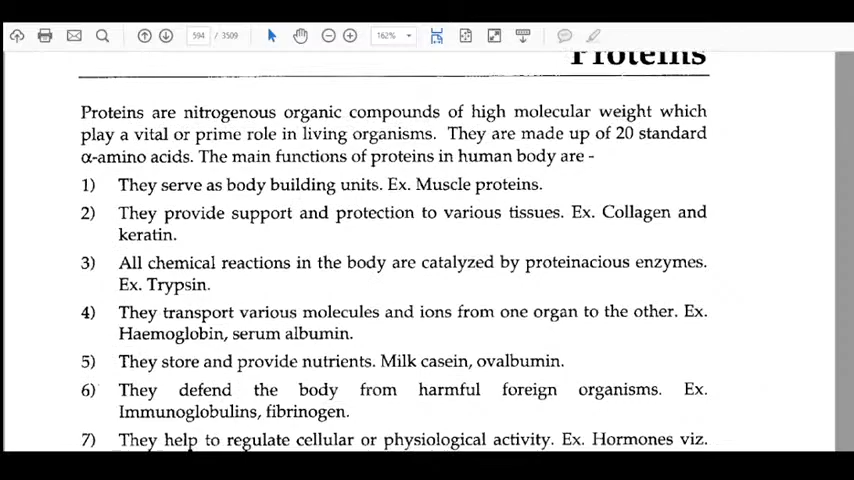 594 / 3509 162%
Proteins
Proteins are nitrogenous organic compounds of high molecular weight which
play a vital or prime role in living organisms. They are made up of 20 standard
α-amino acids. The main functions of proteins in human body are -
1) They serve as body building units. Ex. Muscle proteins.
2) They provide support and protection to various tissues. Ex. Collagen and
keratin.
3) All chemical reactions in the body are catalyzed by proteinacious enzymes.
Ex. Trypsin.
4) They transport various molecules and ions from one organ to the other. Ex.
Haemoglobin, serum albumin.
5) They store and provide nutrients. Milk casein, ovalbumin.
6) They defend the body from harmful foreign organisms. Ex.
Immunoglobulins, fibrinogen.
7) They help to regulate cellular or physiological activity. Ex. Hormones viz.